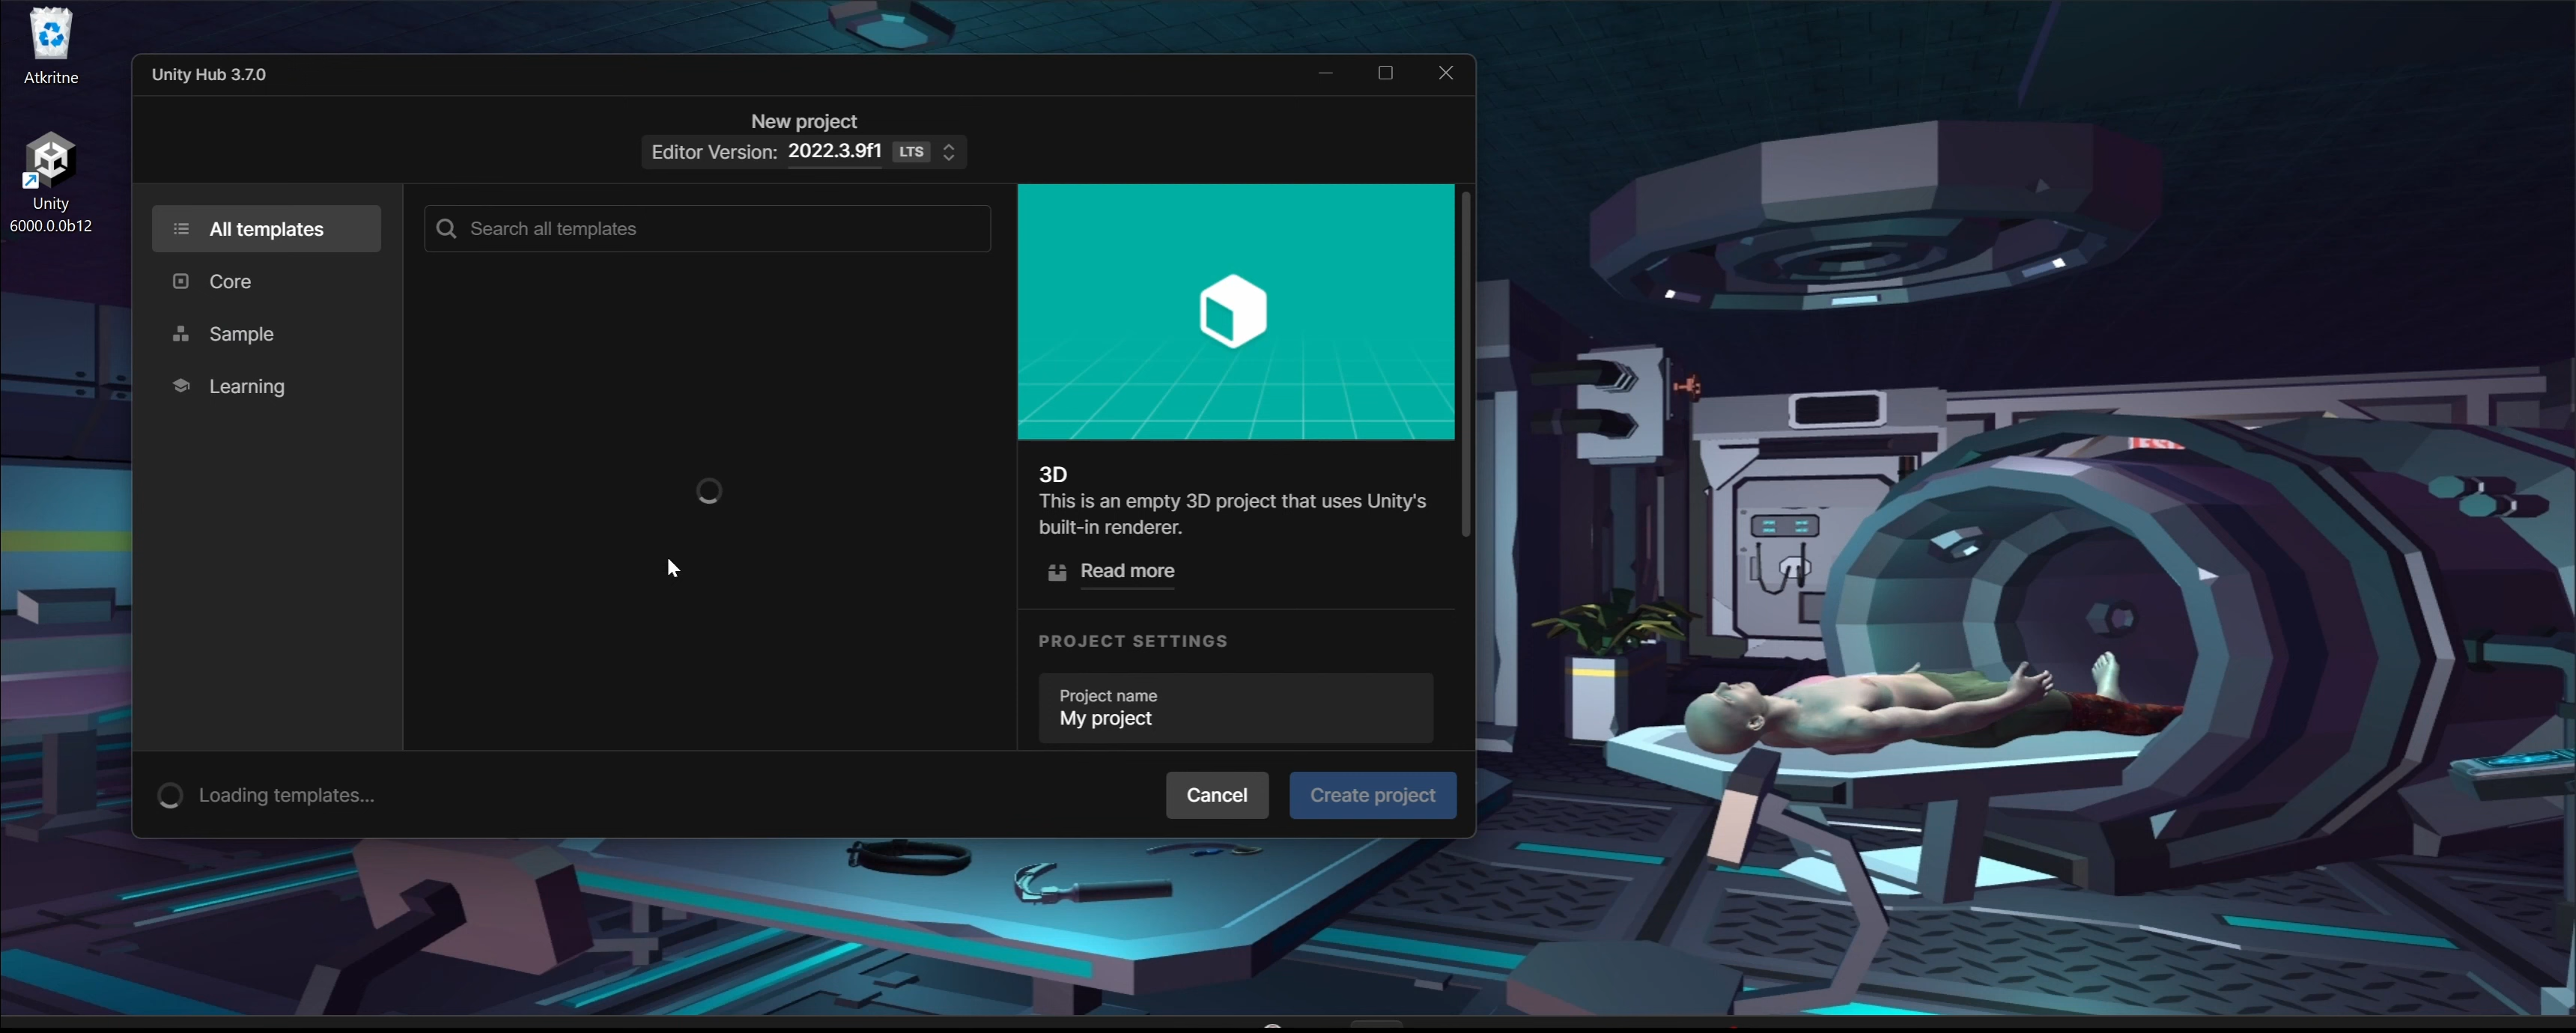 Atkritne
Unity
6000.0.0b12
Unity Hub 3.7.0
New project
Editor Version: 2022.3.9f1 LTS
All templates
Core
Sample
Learning
Search all templates
3D
This is an empty 3D project that uses Unity's
built-in renderer.
Read more
PROJECT SETTINGS
Project name
My project
Loading templates...
Cancel
Create project